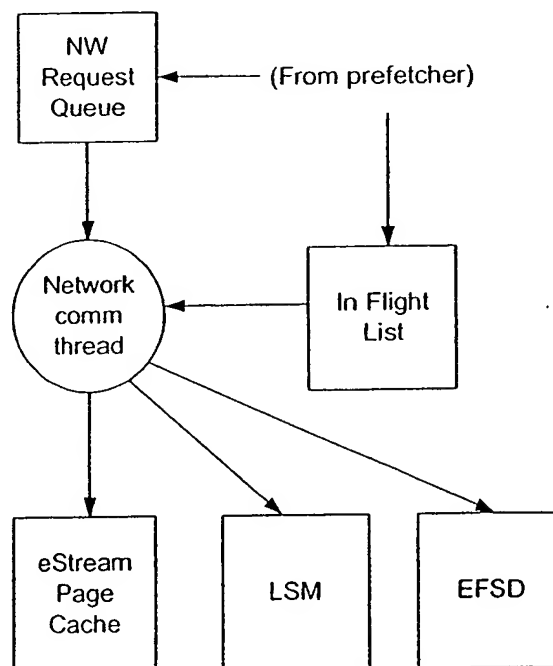 NW
Request
Queue
(From prefetcher)
Network
comm
thread
In Flight
List
eStream
Page
Cache
LSM
EFSD